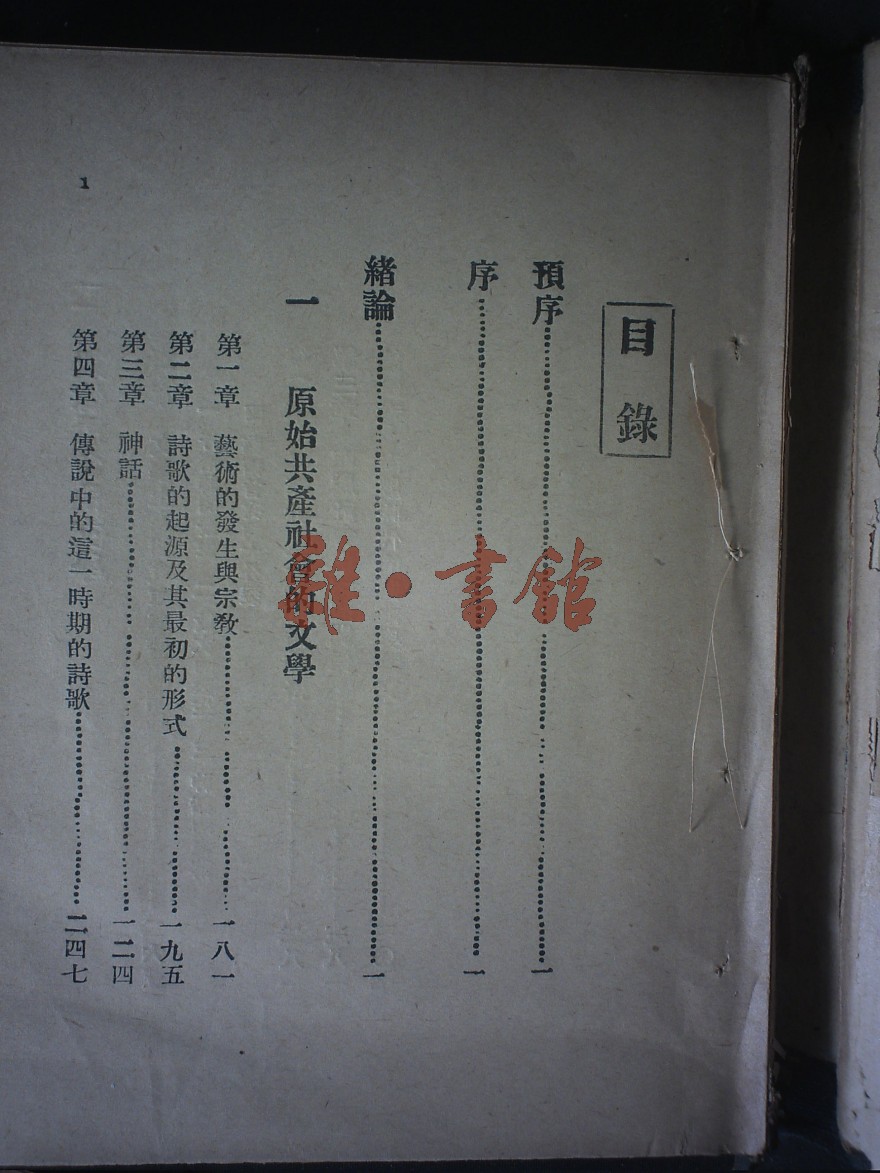 目錄
預序……一
序……一
緒論……一
一 原始共產社會的文學
第一章 藝術的發生與宗教……一八一
第二章 詩歌的起源及其最初的形式……一九五
第三章 神話……一二四
第四章 傳說中的這一時期的詩歌……二四七
1
雜·書館